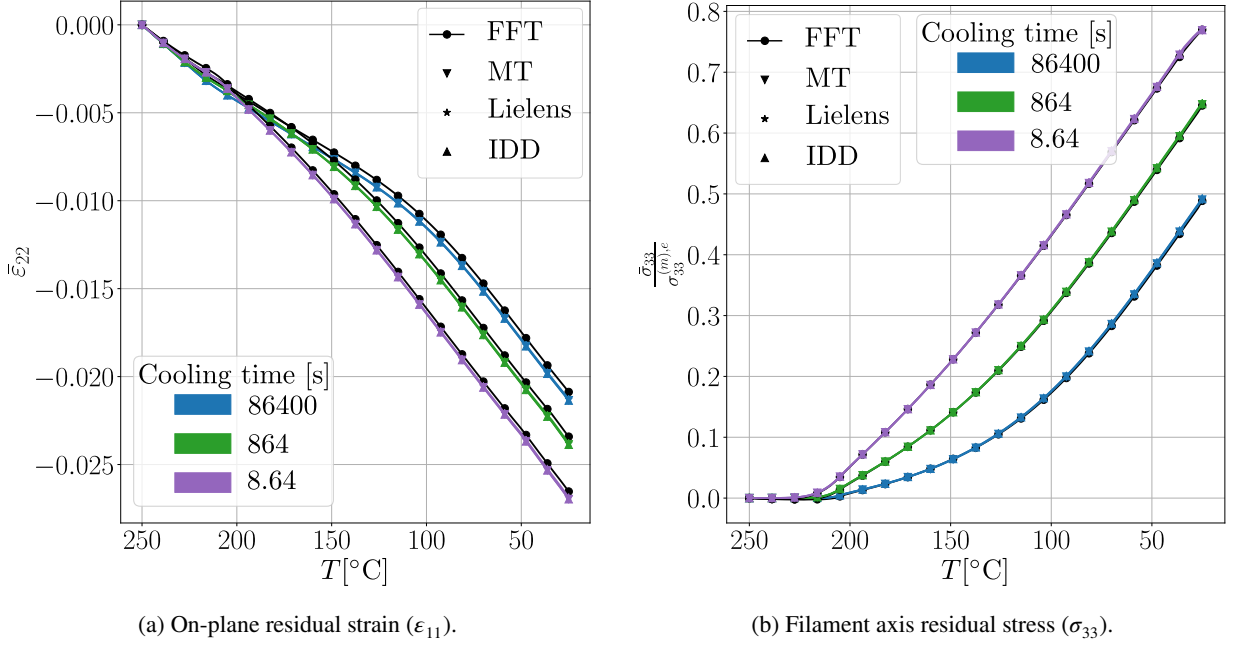 0.000
−0.005
−0.010
−0.015
−0.020
−0.025
ε̄₂₂
FFT
MT
Lielens
IDD
Cooling time [s]
86400
864
8.64
250
200
150
100
50
T[°C]
(a) On-plane residual strain (ε₁₁).
0.8
0.7
0.6
0.5
0.4
0.3
0.2
0.1
0.0
σ̄₃₃
σ₃₃⁽ᵐ⁾,ᵉ
FFT
MT
Lielens
IDD
Cooling time [s]
86400
864
8.64
250
200
150
100
50
T[°C]
(b) Filament axis residual stress (σ₃₃).